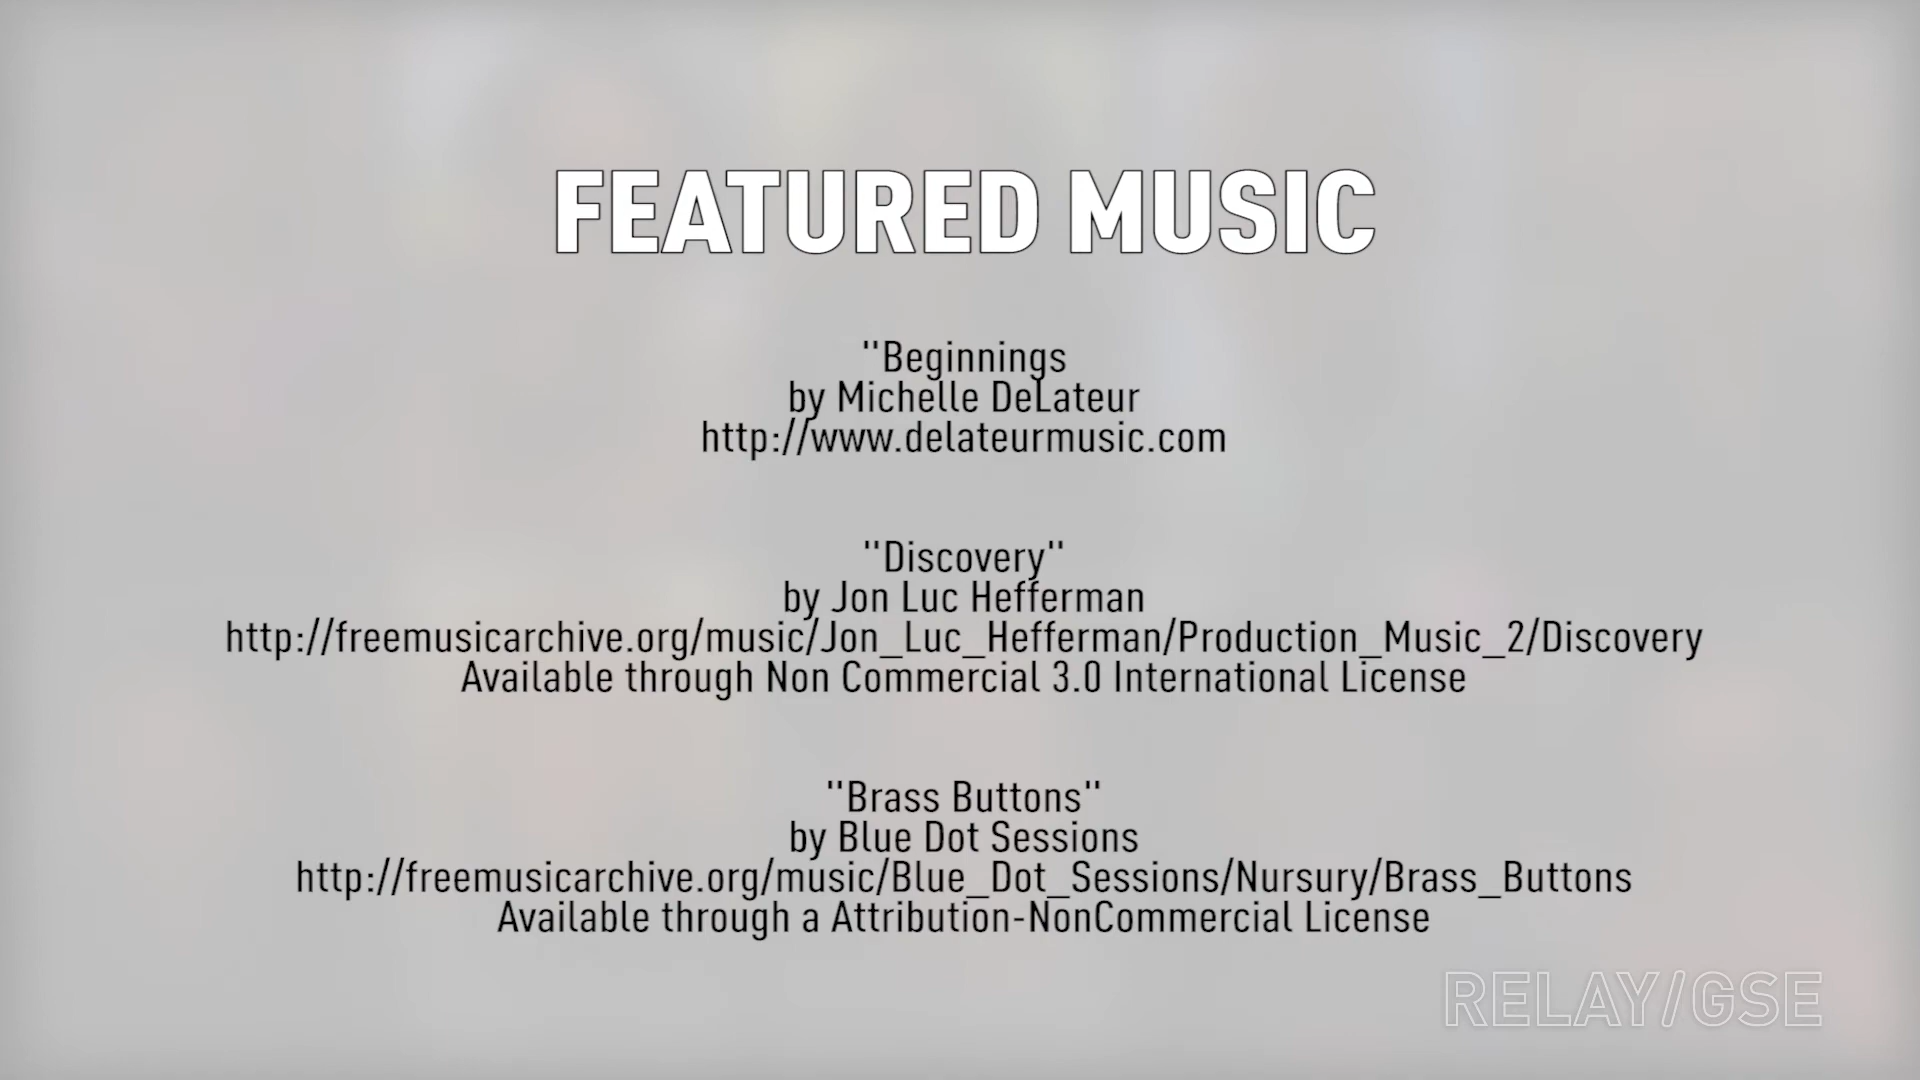 FEATURED MUSIC
"Beginnings
by Michelle DeLateur
http://www.delateurmusic.com
"Discovery"
by Jon Luc Hefferman
http://freemusicarchive.org/music/Jon_Luc_Hefferman/Production_Music_2/Discovery
Available through Non Commercial 3.0 International License
"Brass Buttons"
by Blue Dot Sessions
http://freemusicarchive.org/music/Blue_Dot_Sessions/Nursury/Brass_Buttons
Available through a Attribution-NonCommercial License
RELAY/GSE